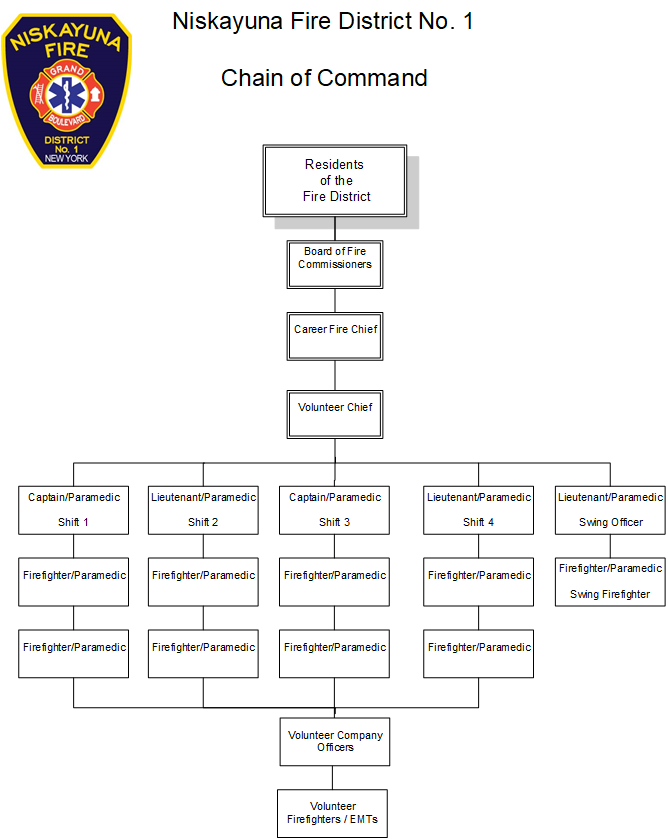 Niskayuna Fire District No. 1
Chain of Command
NISKAYUNA
FIRE
GRAND
BOULEVARD
DISTRICT
No. 1
NEW YORK
Residents
of the
Fire District
Board of Fire
Commissioners
Career Fire Chief
Volunteer Chief
Captain/Paramedic
Shift 1
Lieutenant/Paramedic
Shift 2
Captain/Paramedic
Shift 3
Lieutenant/Paramedic
Shift 4
Lieutenant/Paramedic
Swing Officer
Firefighter/Paramedic
Firefighter/Paramedic
Firefighter/Paramedic
Firefighter/Paramedic
Firefighter/Paramedic
Swing Firefighter
Firefighter/Paramedic
Firefighter/Paramedic
Firefighter/Paramedic
Firefighter/Paramedic
Volunteer Company
Officers
Volunteer
Firefighters / EMTs